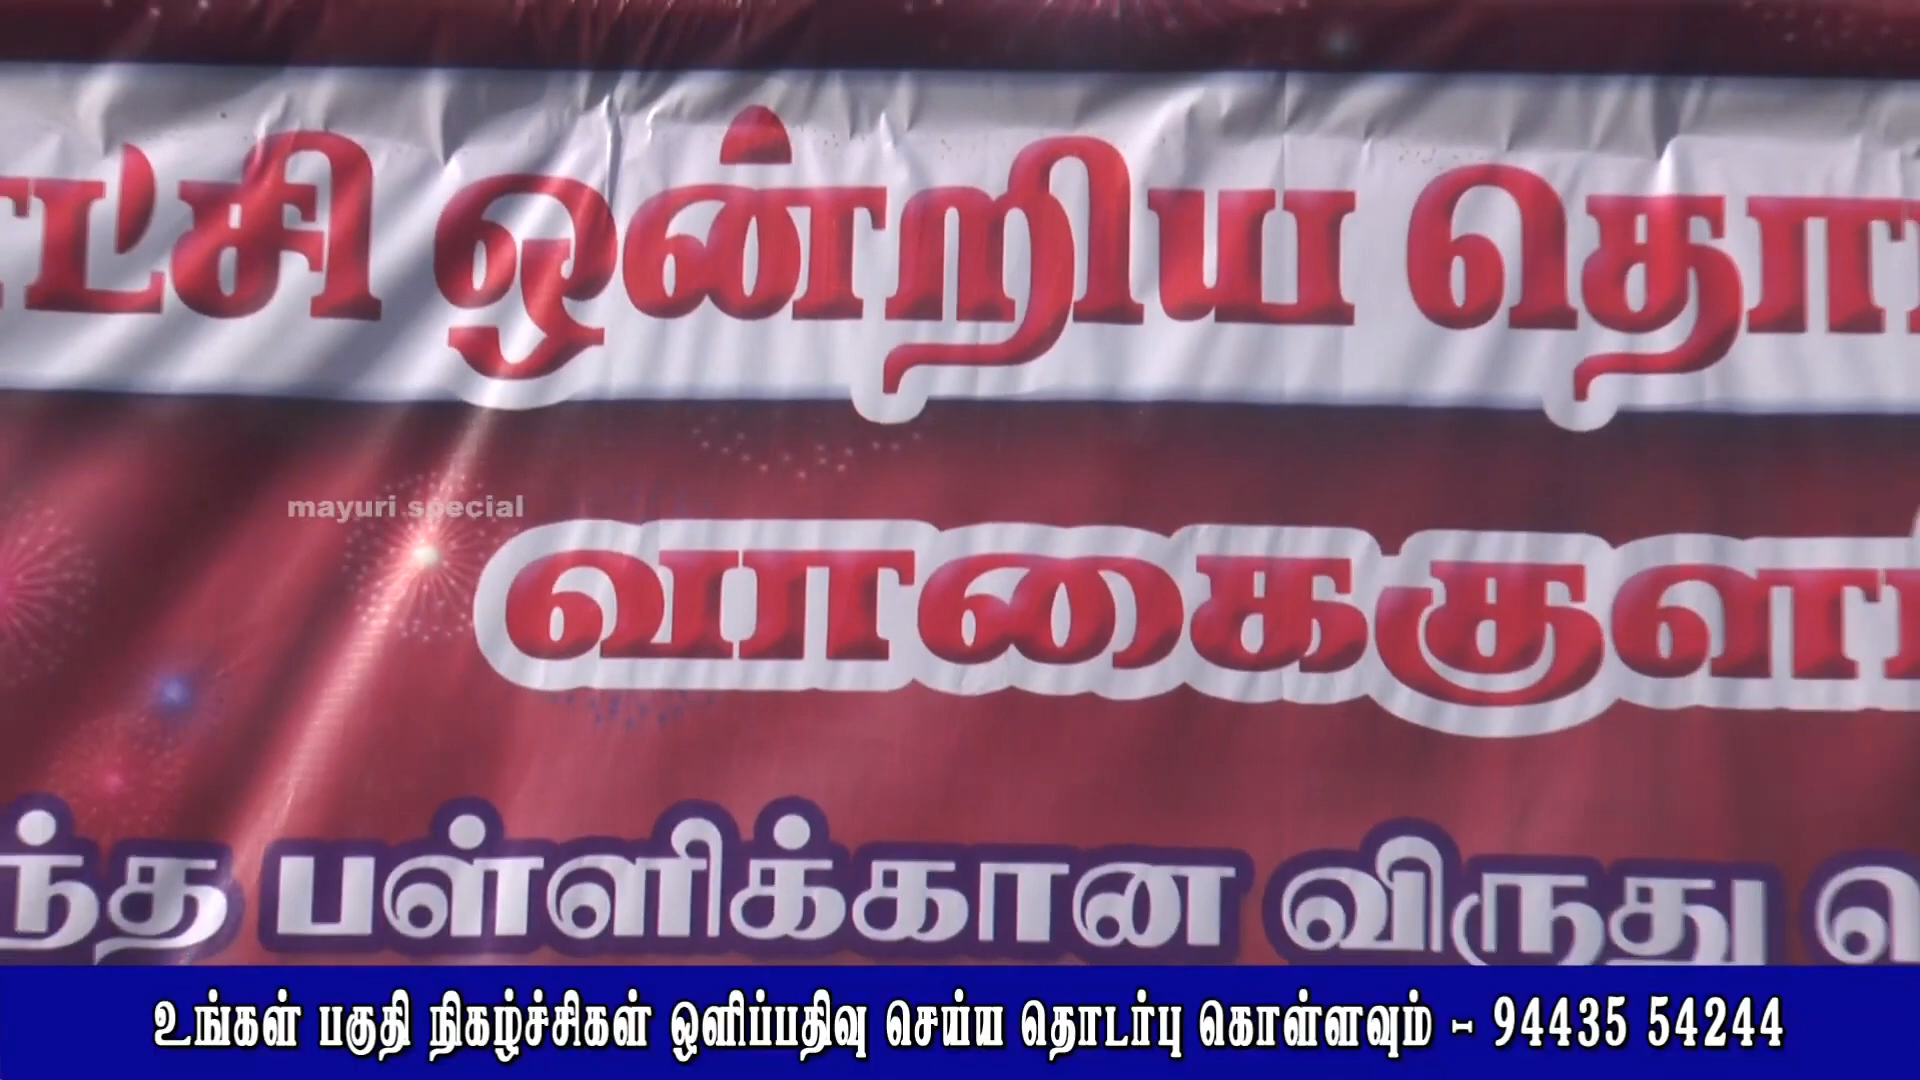 ாட்சி ஒன்றிய தொ
mayuri special
வாகைகுள
ந்த பள்ளிக்கான விருது
உங்கள் பகுதி நிகழ்ச்சிகள் ஒளிப்பதிவு செய்ய தொடர்பு கொள்ளவும் - 94435 54244